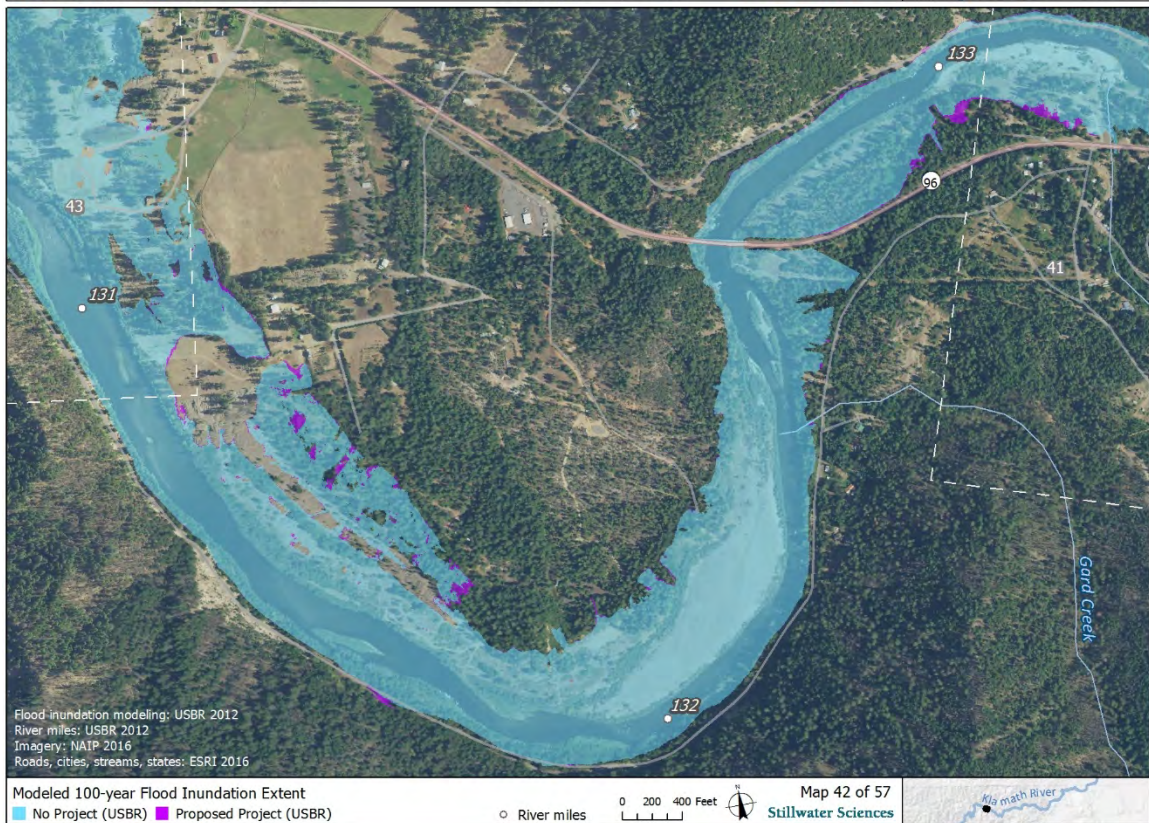 133
96
43
41
131
Gard Creek
132
Flood inundation modeling: USBR 2012
River miles: USBR 2012
Imagery: NAIP 2016
Roads, cities, streams, states: ESRI 2016
Modeled 100-year Flood Inundation Extent
No Project (USBR) Proposed Project (USBR)
River miles
0 200 400 Feet
N
Map 42 of 57
Stillwater Sciences
Klamath River